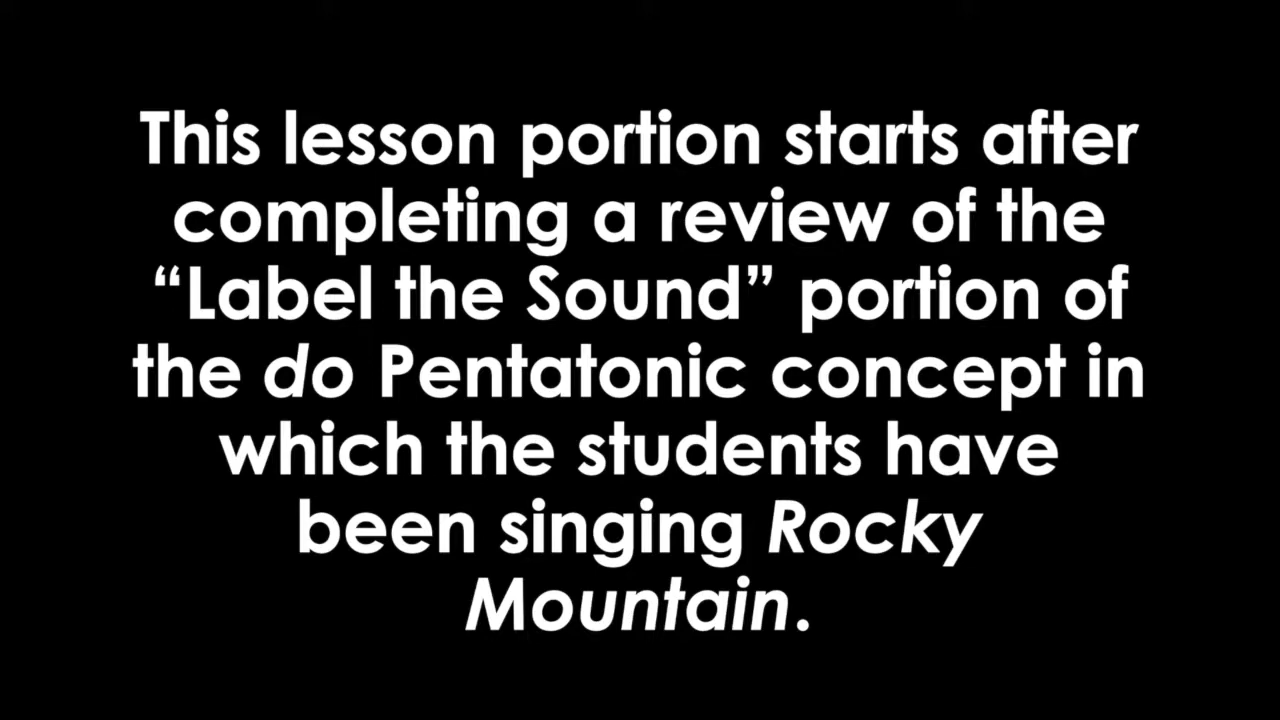 This lesson portion starts after
completing a review of the
“Label the Sound” portion of
the do Pentatonic concept in
which the students have
been singing Rocky
Mountain.